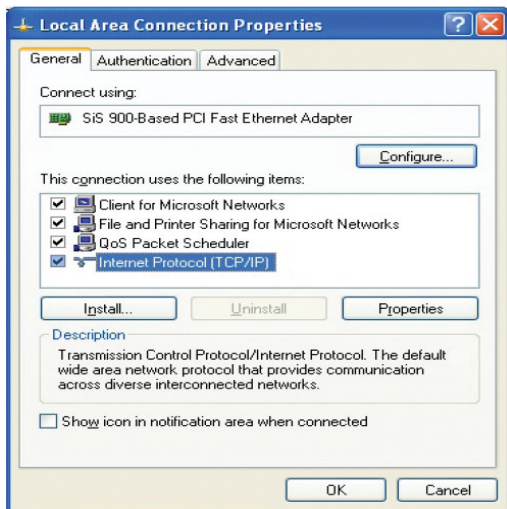 Local Area Connection Properties
General Authentication Advanced
Connect using:
SiS 900-Based PCI Fast Ethernet Adapter
Configure...
This connection uses the following items:
Client for Microsoft Networks
File and Printer Sharing for Microsoft Networks
QoS Packet Scheduler
Internet Protocol (TCP/IP)
Install... Uninstall Properties
Description
Transmission Control Protocol/Internet Protocol. The default
wide area network protocol that provides communication
across diverse interconnected networks.
Show icon in notification area when connected
OK Cancel